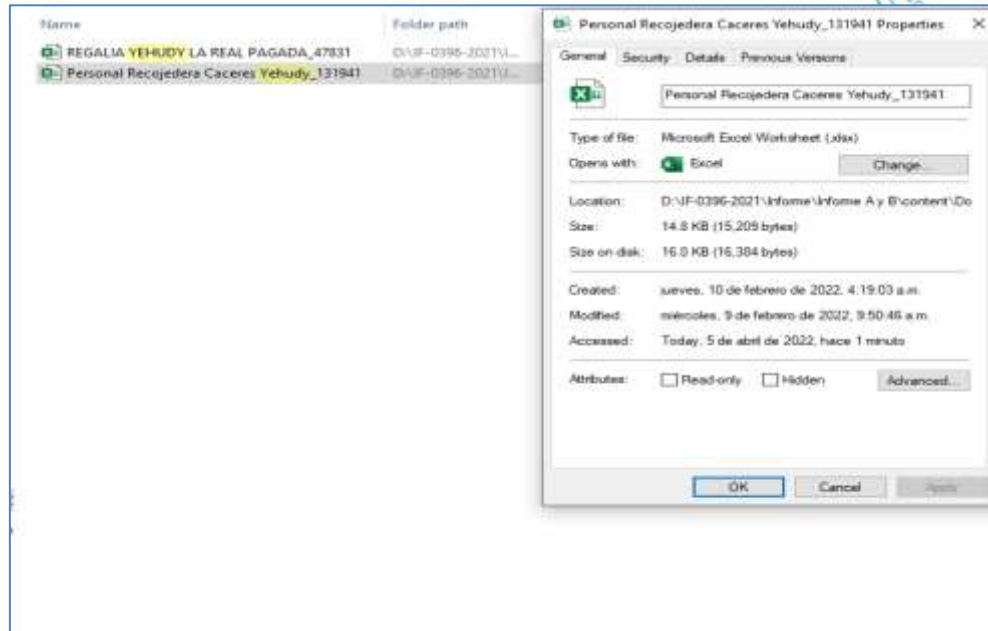 Name Folder path
REGALIA YEHUDY LA REAL PAGADA_47831 D:\IF-0396-2021\I...
Personal Recojedera Caceres Yehudy_131941 D:\IF-0396-2021\I...
Personal Recojedera Caceres Yehudy_131941 Properties
General Security Details Previous Versions
Personal Recojedera Caceres Yehudy_131941
Type of file: Microsoft Excel Worksheet (.xlsx)
Opens with: Excel Change...
Location: D:\IF-0396-2021\Informe\Informe A y B\content\Do
Size: 14.8 KB (15,209 bytes)
Size on disk: 16.0 KB (16,384 bytes)
Created: jueves, 10 de febrero de 2022, 4:19:03 a.m.
Modified: miércoles, 9 de febrero de 2022, 9:50:46 a.m.
Accessed: Today, 5 de abril de 2022, hace 1 minuto
Attributes: Read-only Hidden Advanced...
OK Cancel Apply